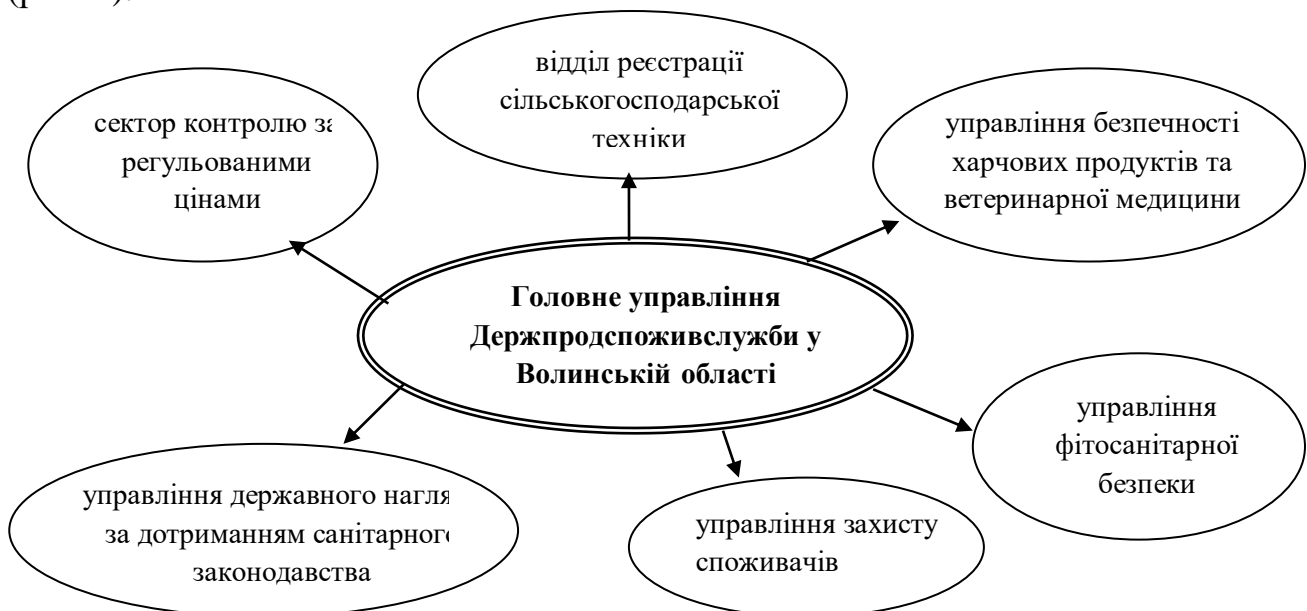 відділ реєстрації
сільськогосподарської
техніки
сектор контролю за
регульованими
цінами
управління безпечності
харчових продуктів та
ветеринарної медицини
Головне управління
Держпродспоживслужби у
Волинській області
управління
фітосанітарної
безпеки
управління державного нагля
за дотриманням санітарного
законодавства
управління захисту
споживачів